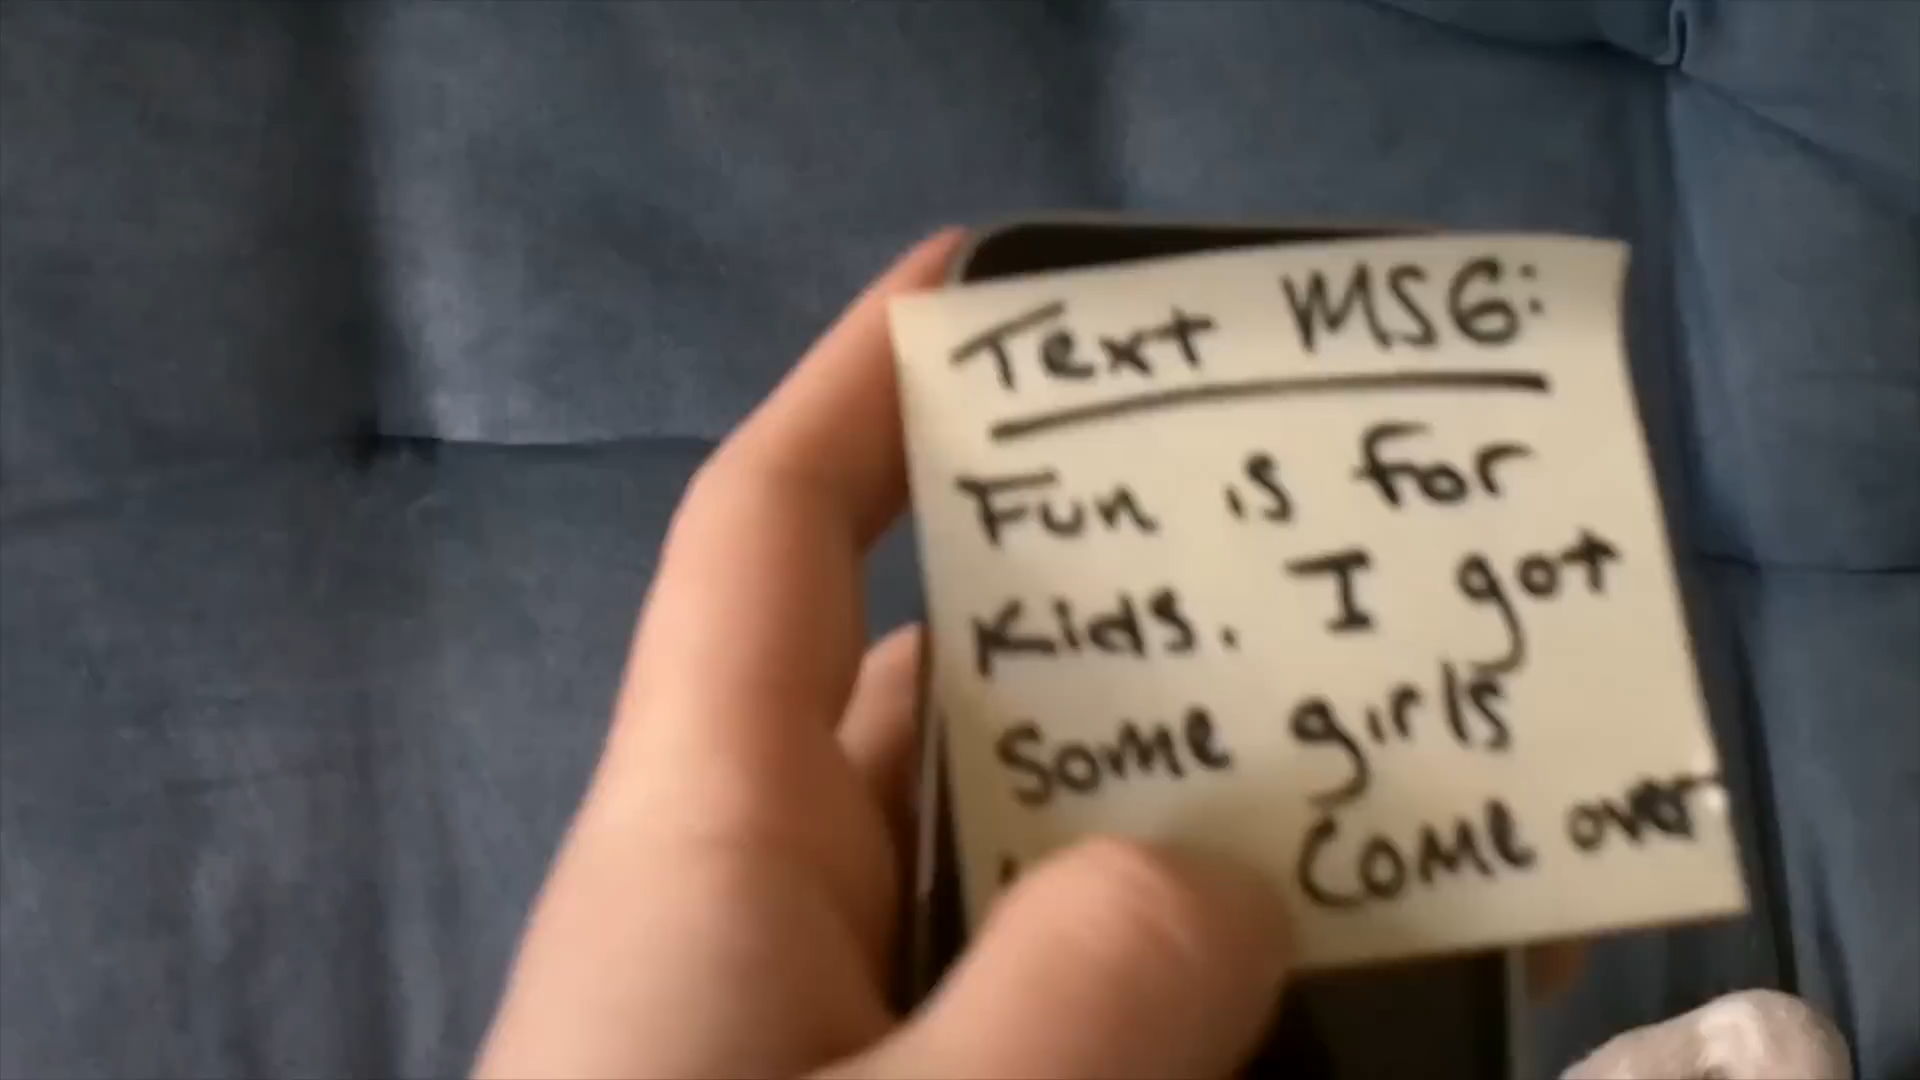 Text MSG:
Fun is for
Kids. I got
Some girls
Come over